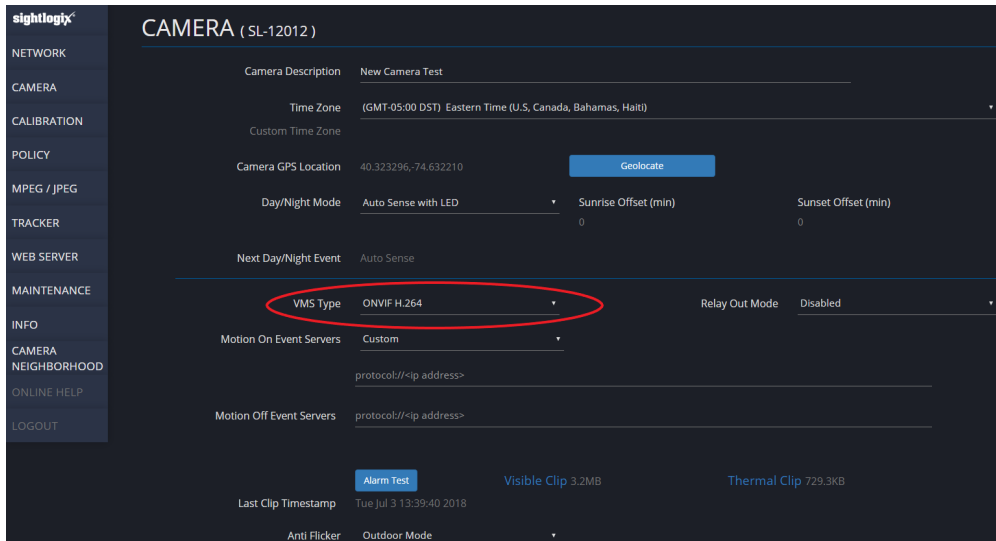 sightlogix
NETWORK
CAMERA
CALIBRATION
POLICY
MPEG / JPEG
TRACKER
WEB SERVER
MAINTENANCE
INFO
CAMERA
NEIGHBORHOOD
ONLINE HELP
LOGOUT
CAMERA ( SL-12012 )
Camera Description New Camera Test
Time Zone (GMT-05:00 DST) Eastern Time (U.S, Canada, Bahamas, Haiti)
Custom Time Zone
Camera GPS Location 40.323296,-74.632210 Geolocate
Day/Night Mode Auto Sense with LED Sunrise Offset (min) Sunset Offset (min)
0 0
Next Day/Night Event Auto Sense
VMS Type ONVIF H.264 Relay Out Mode Disabled
Motion On Event Servers Custom
protocol://<ip address>
Motion Off Event Servers protocol://<ip address>
Alarm Test Visible Clip 3.2MB Thermal Clip 729.3KB
Last Clip Timestamp Tue Jul 3 13:39:40 2018
Anti Flicker Outdoor Mode